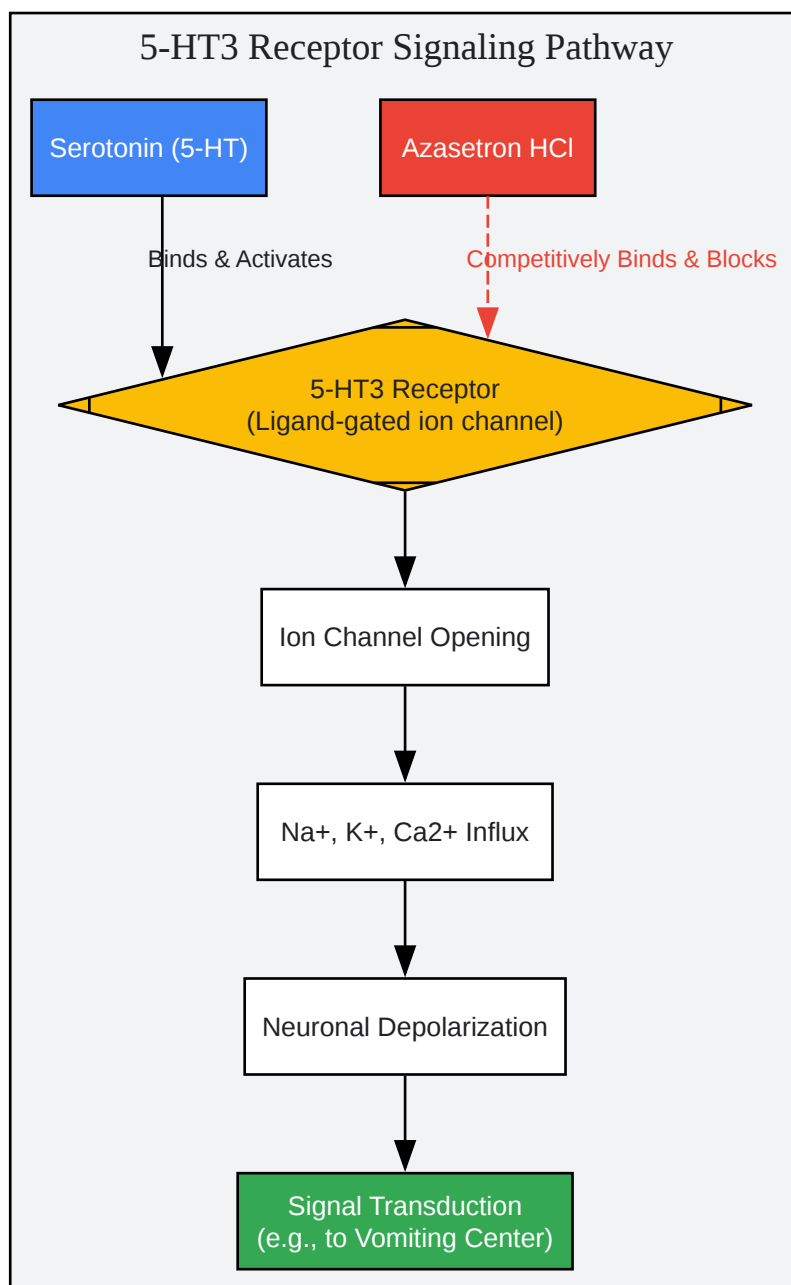 5-HT3 Receptor Signaling Pathway
Serotonin (5-HT)
Azasetron HCl
Binds & Activates
Competitively Binds & Blocks
5-HT3 Receptor
(Ligand-gated ion channel)
Ion Channel Opening
Na+, K+, Ca2+ Influx
Neuronal Depolarization
Signal Transduction
(e.g., to Vomiting Center)